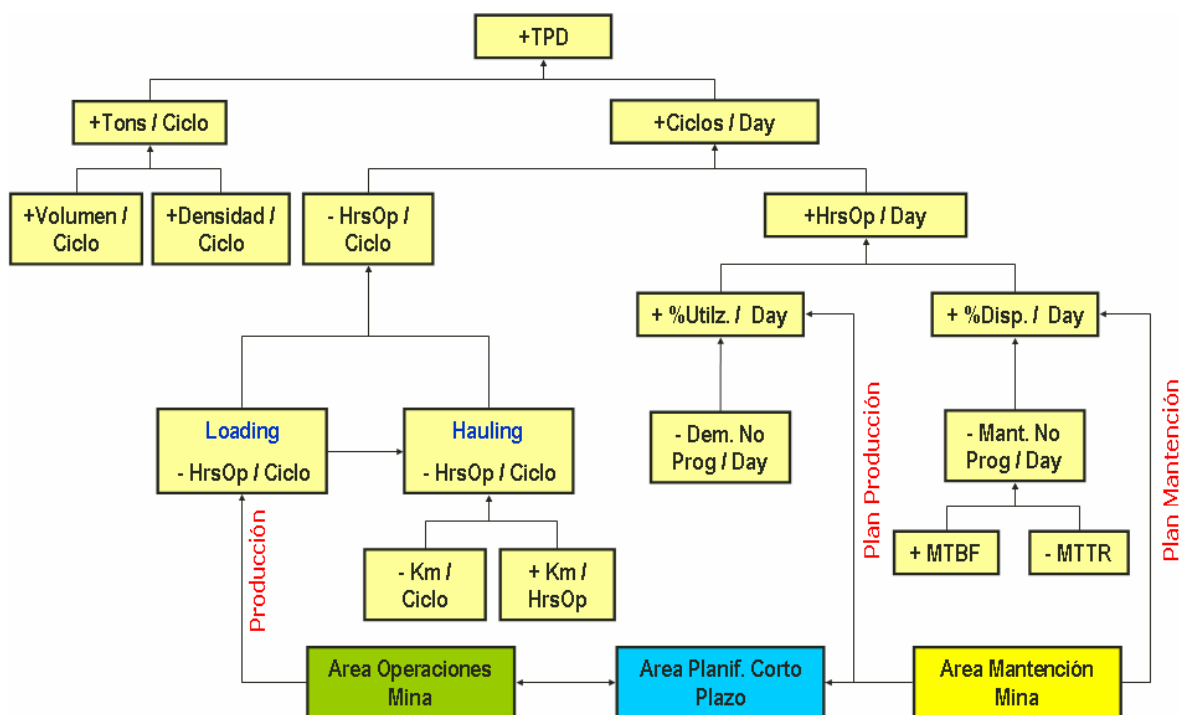 +TPD
+Tons / Ciclo
+Ciclos / Day
+Volumen /
Ciclo
+Densidad /
Ciclo
- HrsOp /
Ciclo
+HrsOp / Day
+ %Utilz. / Day
+ %Disp. / Day
Loading
- HrsOp / Ciclo
Hauling
- HrsOp / Ciclo
- Dem. No
Prog / Day
- Mant. No
Prog / Day
Producción
Plan Producción
Plan Mantención
- Km /
Ciclo
+ Km /
HrsOp
+ MTBF
- MTTR
Area Operaciones
Mina
Area Planif. Corto
Plazo
Area Mantención
Mina